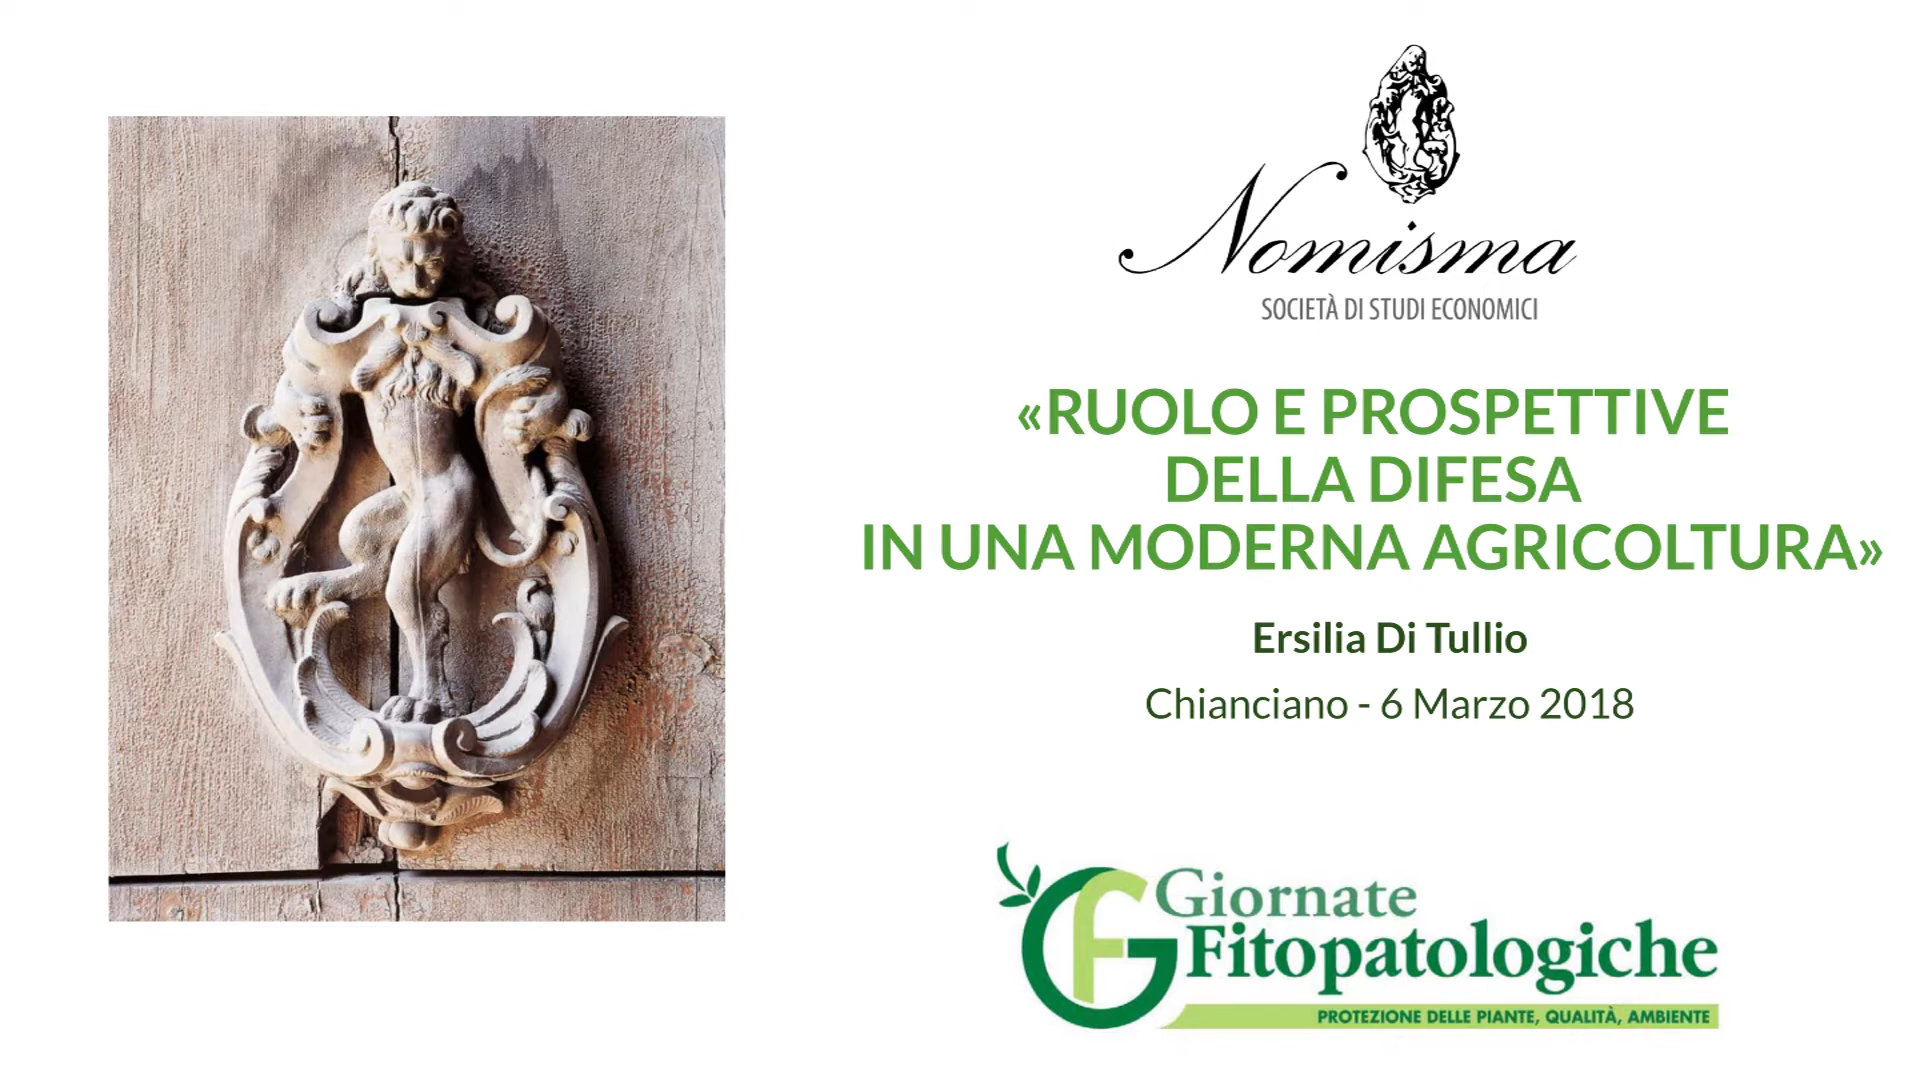 Nomisma
SOCIETÀ DI STUDI ECONOMICI
«RUOLO E PROSPETTIVE
DELLA DIFESA
IN UNA MODERNA AGRICOLTURA»
Ersilia Di Tullio
Chianciano - 6 Marzo 2018
GF
Giornate
Fitopatologiche
PROTEZIONE DELLE PIANTE, QUALITÀ, AMBIENTE